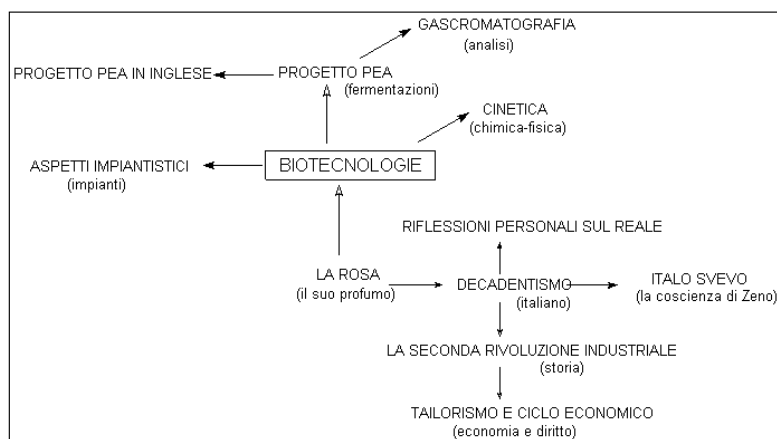 GASCROMATOGRAFIA
(analisi)
PROGETTO PEA IN INGLESE
PROGETTO PEA
(fermentazioni)
CINETICA
(chimica-fisica)
ASPETTI IMPIANTISTICI
(impianti)
BIOTECNOLOGIE
RIFLESSIONI PERSONALI SUL REALE
LA ROSA
(il suo profumo)
DECADENTISMO
(italiano)
ITALO SVEVO
(la coscienza di Zeno)
LA SECONDA RIVOLUZIONE INDUSTRIALE
(storia)
TAILORISMO E CICLO ECONOMICO
(economia e diritto)